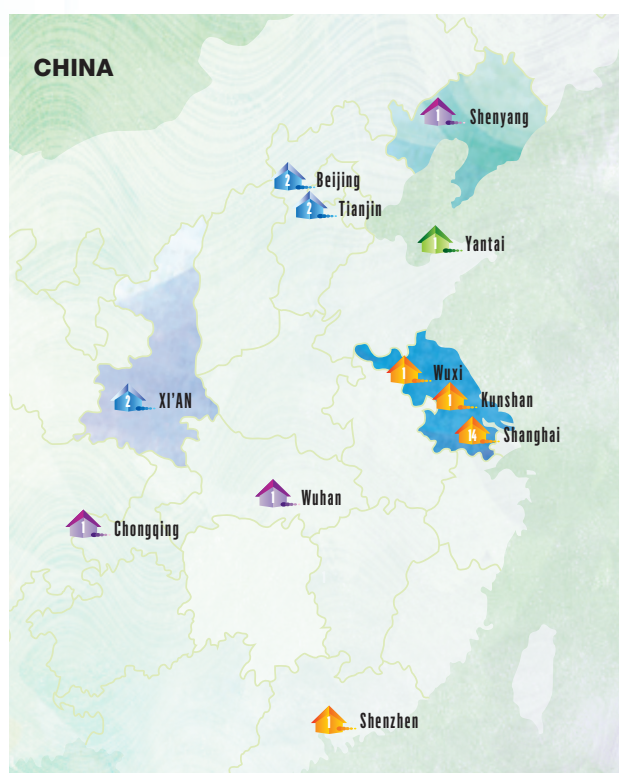 CHINA
1 Shenyang
2 Beijing
2 Tianjin
1 Yantai
1 Wuxi
1 Kunshan
2 XI'AN
14 Shanghai
1 Wuhan
1 Chongqing
1 Shenzhen